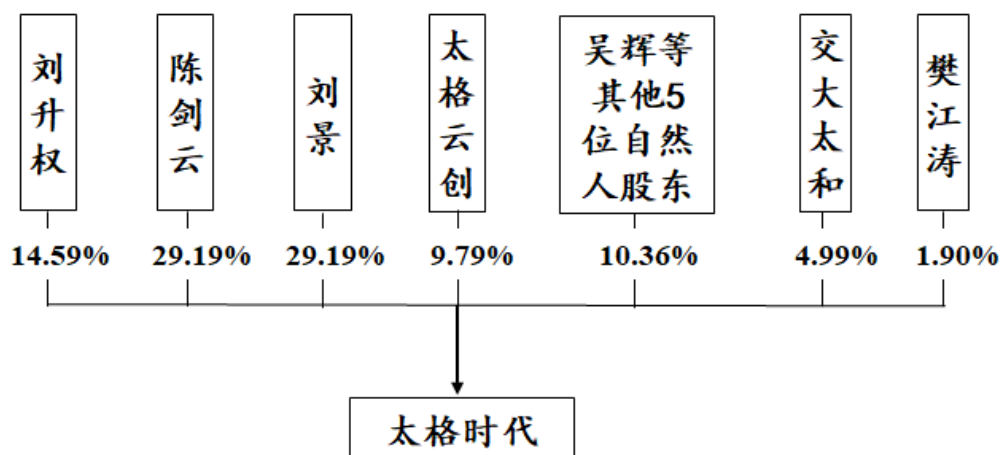 刘升权
陈剑云
刘景
太格云创
吴辉等
其他5
位自然
人股东
交大太和
樊江涛
14.59%
29.19%
29.19%
9.79%
10.36%
4.99%
1.90%
太格时代